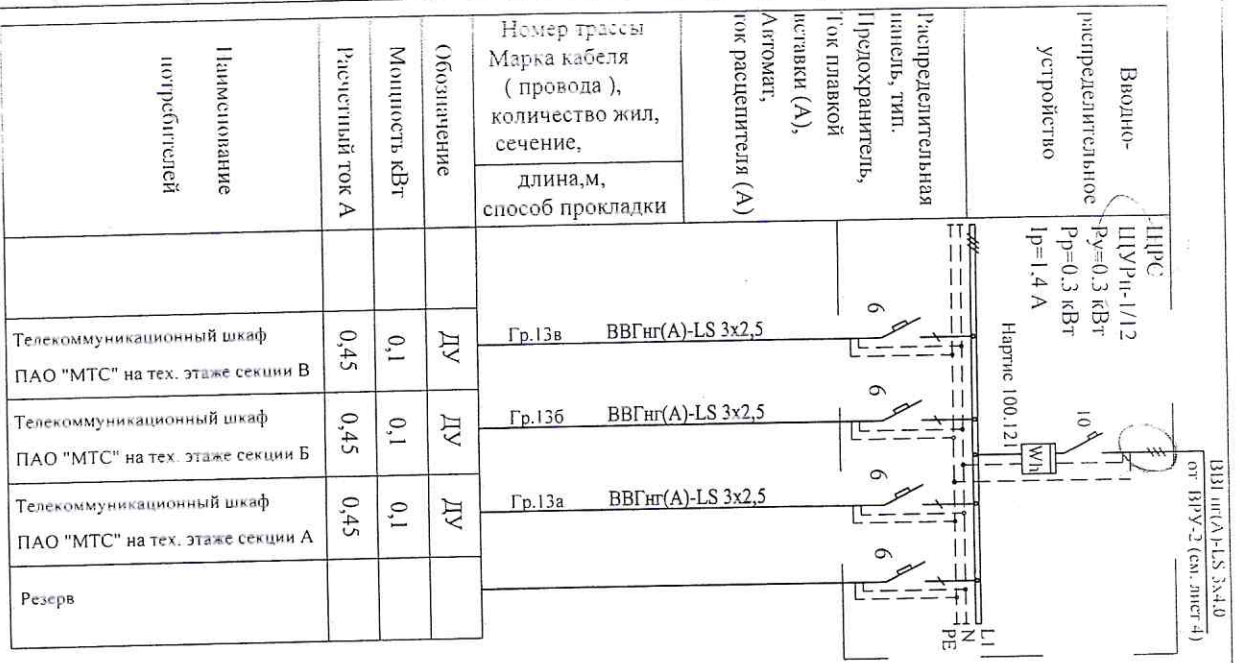 Вводно-
распределительное
устройство
Распределительная
панель, тип.
Предохранитель,
Ток плавкой
вставки (А),
Автомат,
ток расцепителя (А)
Номер трассы
Марка кабеля
( провода ),
количество жил,
сечение,
длина,м,
способ прокладки
Обозначение
Мощность кВт
Расчетный ток А
Наименование
потребителей
ЩРС
ЩУРн-1/12
Ру=0.3 кВт
Рр=0.3 кВт
Iр=1.4 А
Нартис 100.121
Wh
10
ВВГнг(А)-LS 3х4.0
от ВРУ-2 (см. лист 4)
L1
N
PE
6
Гр.13в ВВГнг(А)-LS 3х2,5
ДУ
0,1
0,45
Телекоммуникационный шкаф
ПАО "МТС" на тех. этаже секции В
6
Гр.13б ВВГнг(А)-LS 3х2,5
ДУ
0,1
0,45
Телекоммуникационный шкаф
ПАО "МТС" на тех. этаже секции Б
6
Гр.13а ВВГнг(А)-LS 3х2,5
ДУ
0,1
0,45
Телекоммуникационный шкаф
ПАО "МТС" на тех. этаже секции А
6
Резерв